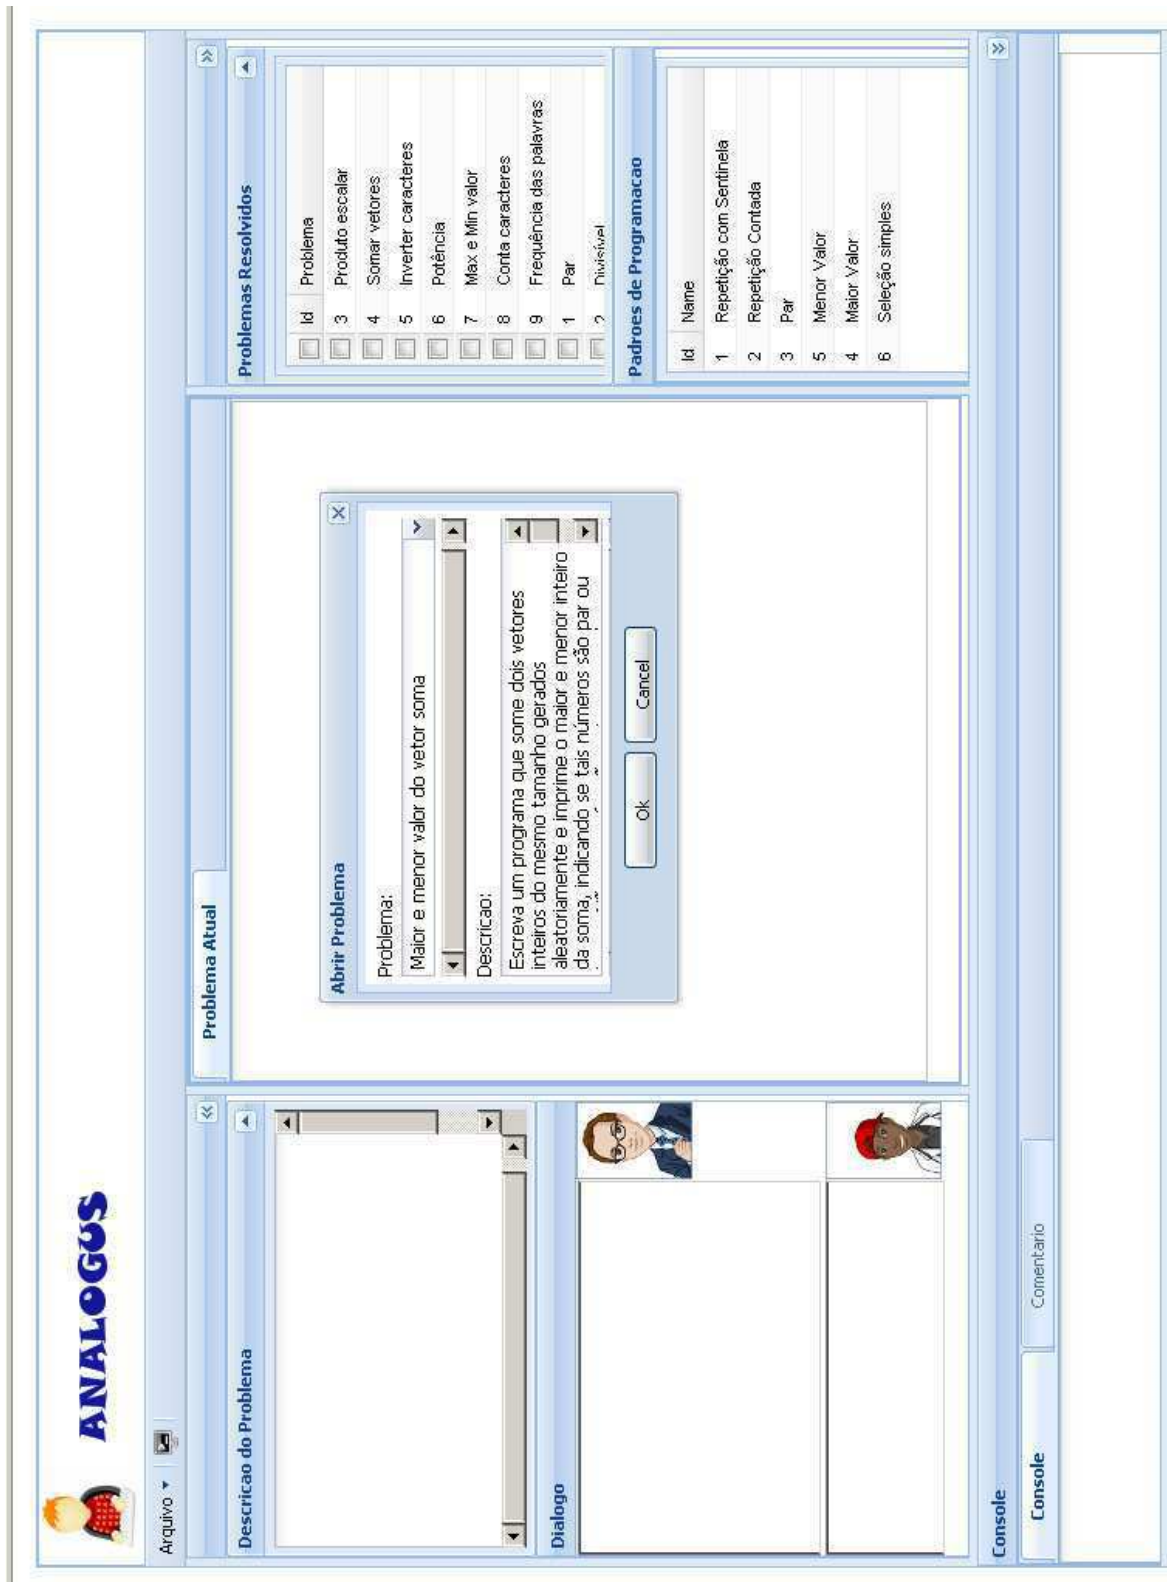 ANALOGUS
Arquivo
Descricao do Problema
Dialogo
Problema Atual
Abrir Problema
Problema:
Maior e menor valor do vetor soma
Descricao:
Escreva um programa que some dois vetores
inteiros do mesmo tamanho gerados
aleatoriamente e imprime o maior e menor inteiro
da soma, indicando se tais números são par ou
Ok
Cancel
Problemas Resolvidos
Id Problema
3 Produto escalar
4 Somar vetores
5 Inverter caracteres
6 Potência
7 Max e Min valor
8 Conta caracteres
9 Frequência das palavras
1 Par
2 Divisível
Padroes de Programacao
Id Name
1 Repetição com Sentinela
2 Repetição Contada
3 Par
5 Menor Valor
4 Maior Valor
6 Seleção simples
Console
Console
Comentario